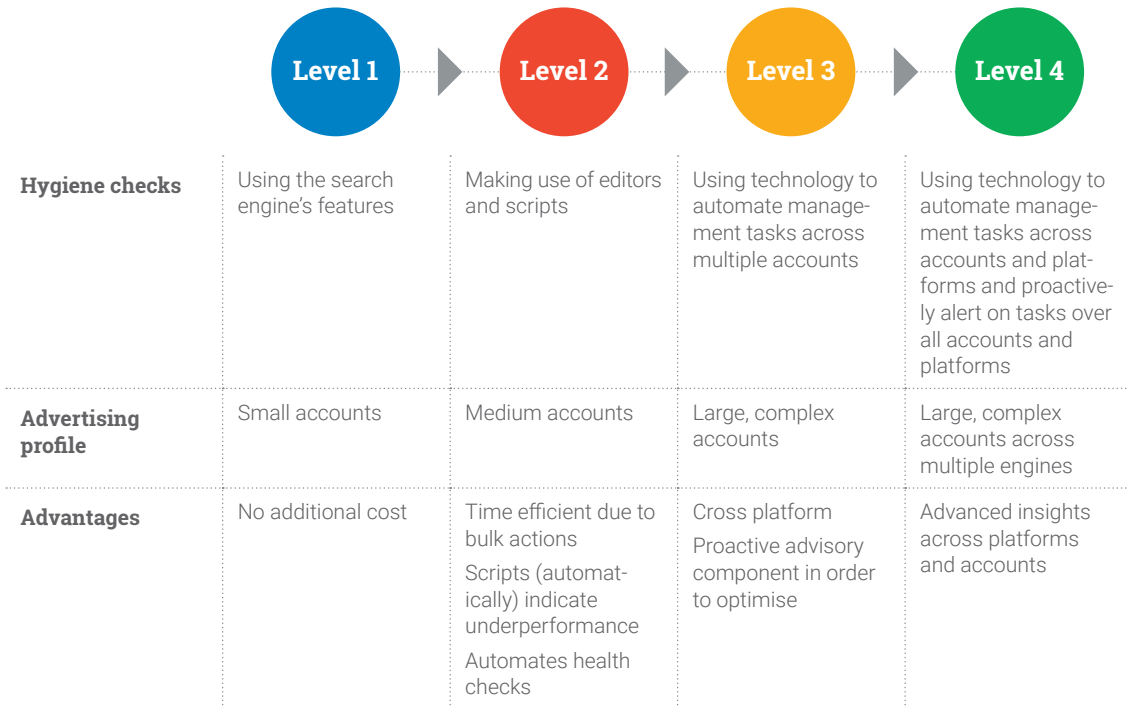 Level 1
Level 2
Level 3
Level 4
Hygiene checks
Using the search
engine's features
Making use of editors
and scripts
Using technology to
automate manage-
ment tasks across
multiple accounts
Using technology to
automate manage-
ment tasks across
accounts and plat-
forms and proactive-
ly alert on tasks over
all accounts and
platforms
Advertising
profile
Small accounts
Medium accounts
Large, complex
accounts
Large, complex
accounts across
multiple engines
Advantages
No additional cost
Time efficient due to
bulk actions
Scripts (automat-
ically) indicate
underperformance
Automates health
checks
Cross platform
Proactive advisory
component in order
to optimise
Advanced insights
across platforms
and accounts